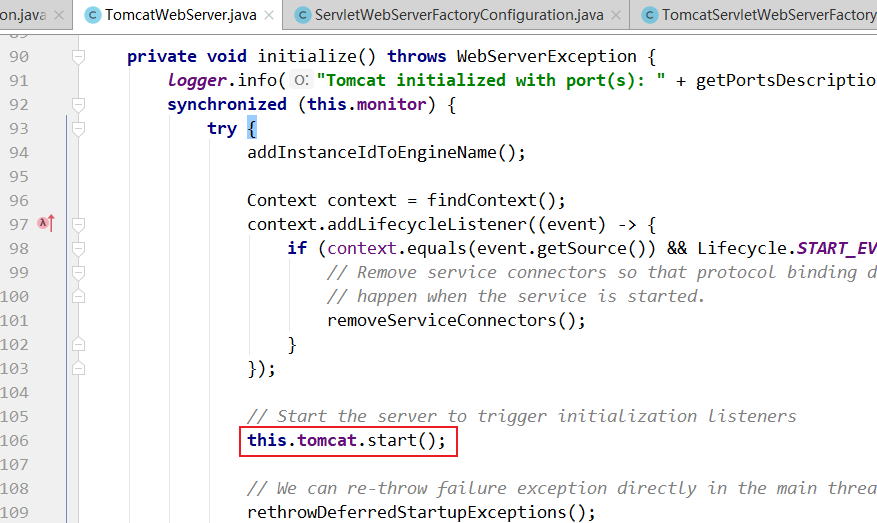 on.java TomcatWebServer.java ServletWebServerFactoryConfiguration.java TomcatServletWebServerFactory
89
90 private void initialize() throws WebServerException {
91 logger.info( O: "Tomcat initialized with port(s): " + getPortsDescriptio
92 synchronized (this.monitor) {
93 try {
94 addInstanceIdToEngineName();
95
96 Context context = findContext();
97 context.addLifecycleListener((event) -> {
98 if (context.equals(event.getSource()) && Lifecycle.START_EV
99 // Remove service connectors so that protocol binding d
100 // happen when the service is started.
101 removeServiceConnectors();
102 }
103 });
104
105 // Start the server to trigger initialization listeners
106 this.tomcat.start();
107
108 // We can re-throw failure exception directly in the main threa
109 rethrowDeferredStartupExceptions();